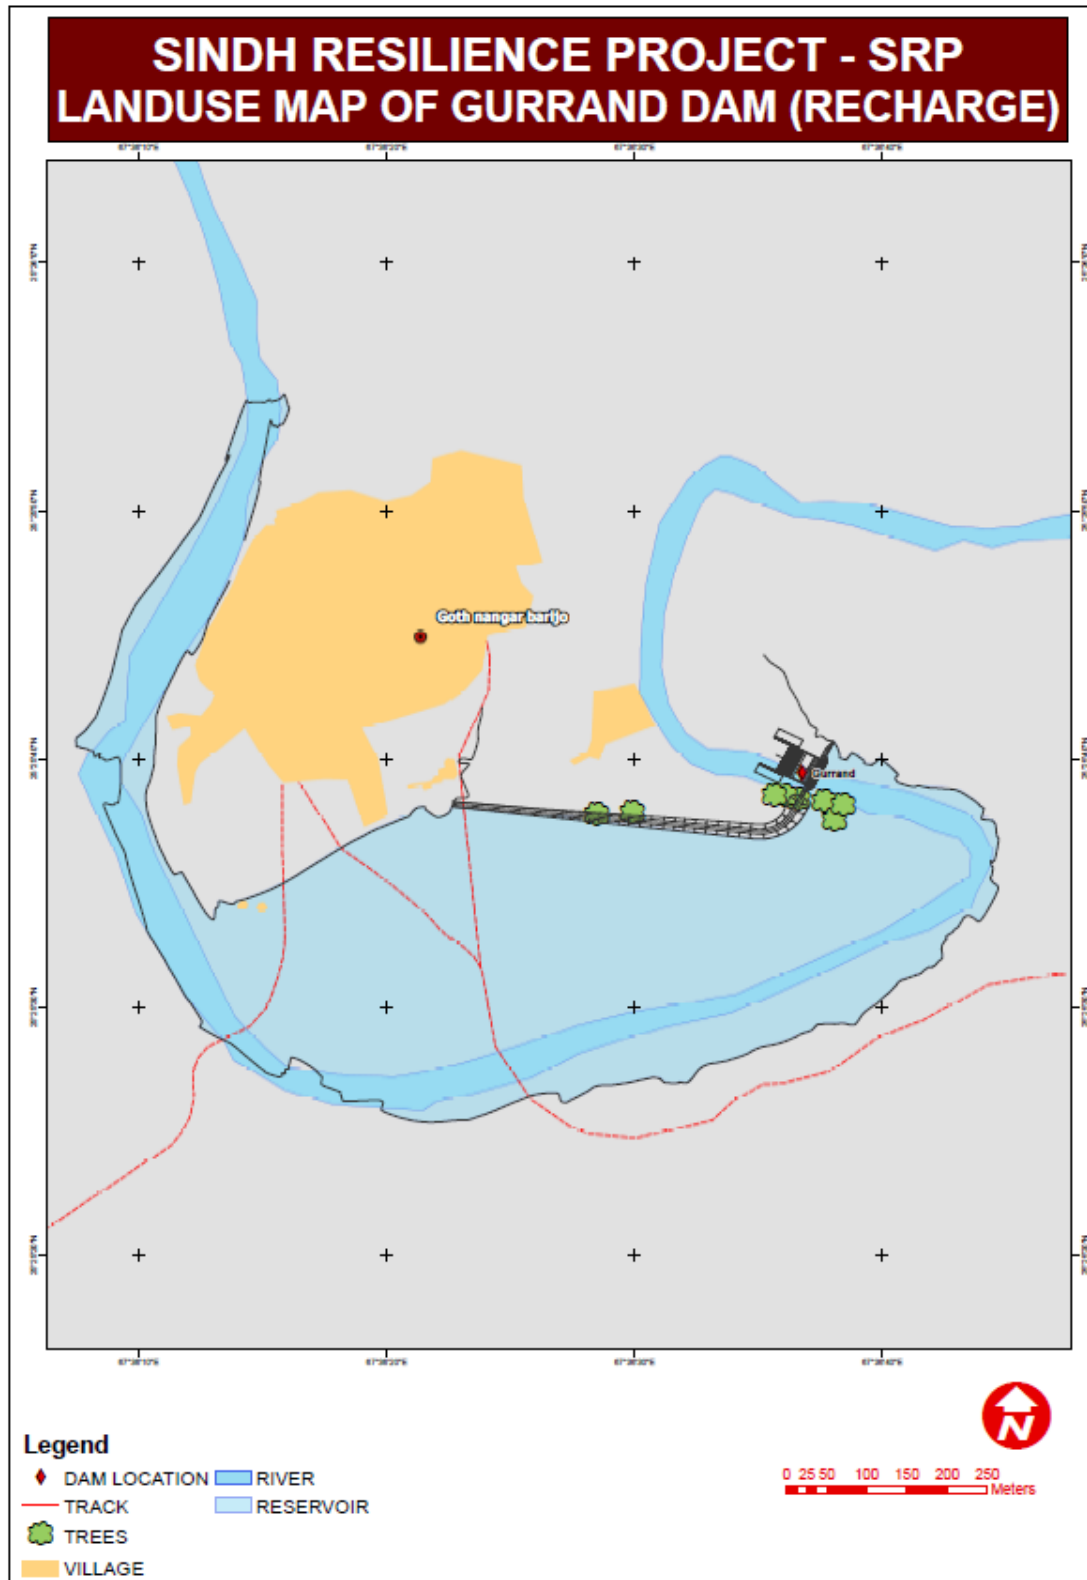 SINDH RESILIENCE PROJECT - SRP
LANDUSE MAP OF GURRAND DAM (RECHARGE)
Goth nangar barijo
Gurrand
N
Legend
DAM LOCATION
RIVER
TRACK
RESERVOIR
TREES
VILLAGE
0 25 50 100 150 200 250
Meters